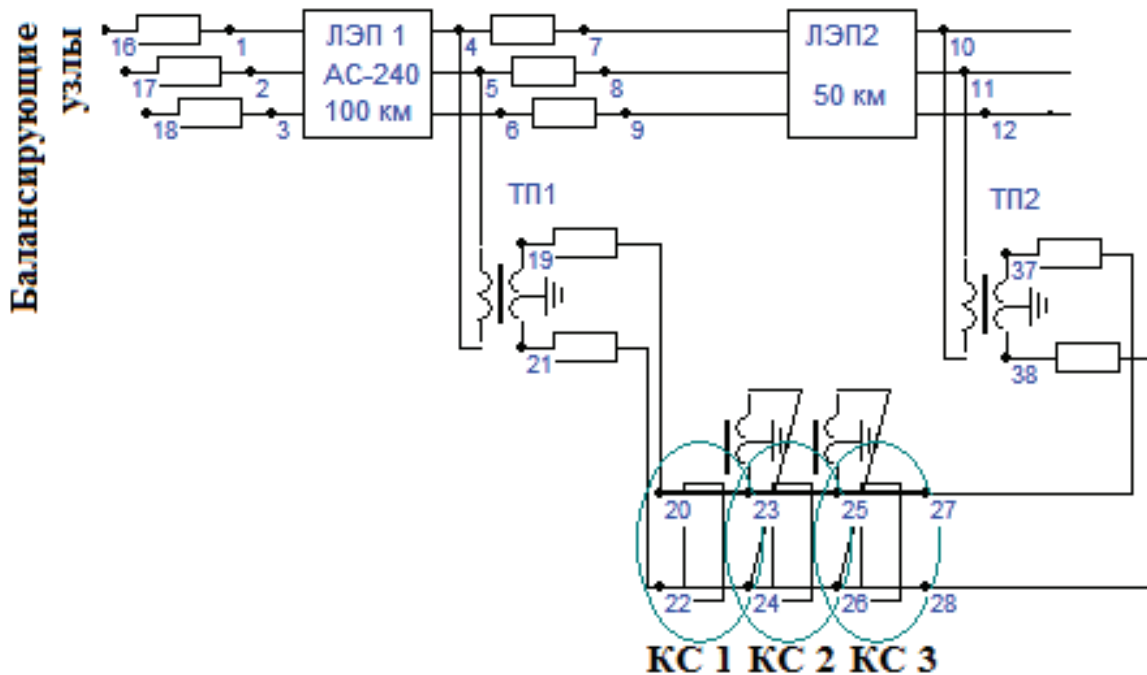 Балансирующие
узлы
16 1 ЛЭП 1 4 7 ЛЭП2 10
17 2 АС-240 5 8 11
18 3 100 км 6 9 50 км 12
ТП1
ТП2
19
37
21
38
20 23 25 27
22 24 26 28
КС 1 КС 2 КС 3